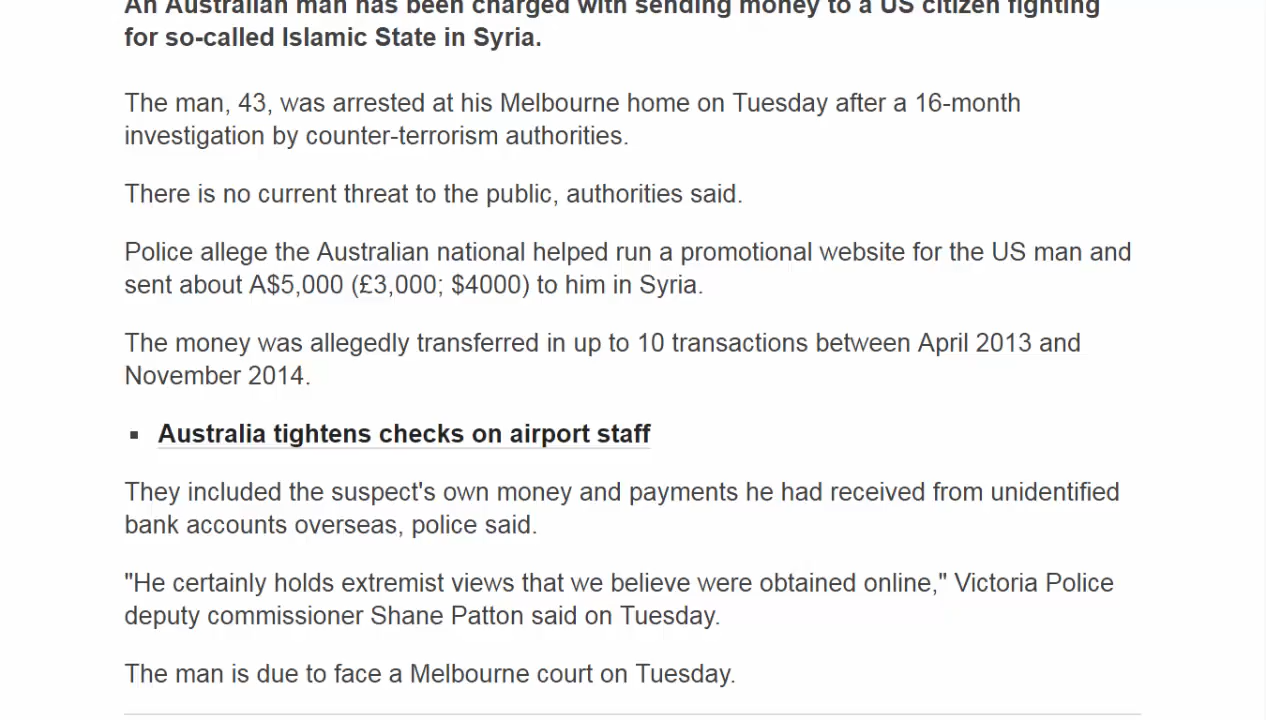 An Australian man has been charged with sending money to a US citizen fighting
for so-called Islamic State in Syria.
The man, 43, was arrested at his Melbourne home on Tuesday after a 16-month
investigation by counter-terrorism authorities.
There is no current threat to the public, authorities said.
Police allege the Australian national helped run a promotional website for the US man and
sent about A$5,000 (£3,000; $4000) to him in Syria.
The money was allegedly transferred in up to 10 transactions between April 2013 and
November 2014.
Australia tightens checks on airport staff
They included the suspect's own money and payments he had received from unidentified
bank accounts overseas, police said.
"He certainly holds extremist views that we believe were obtained online," Victoria Police
deputy commissioner Shane Patton said on Tuesday.
The man is due to face a Melbourne court on Tuesday.